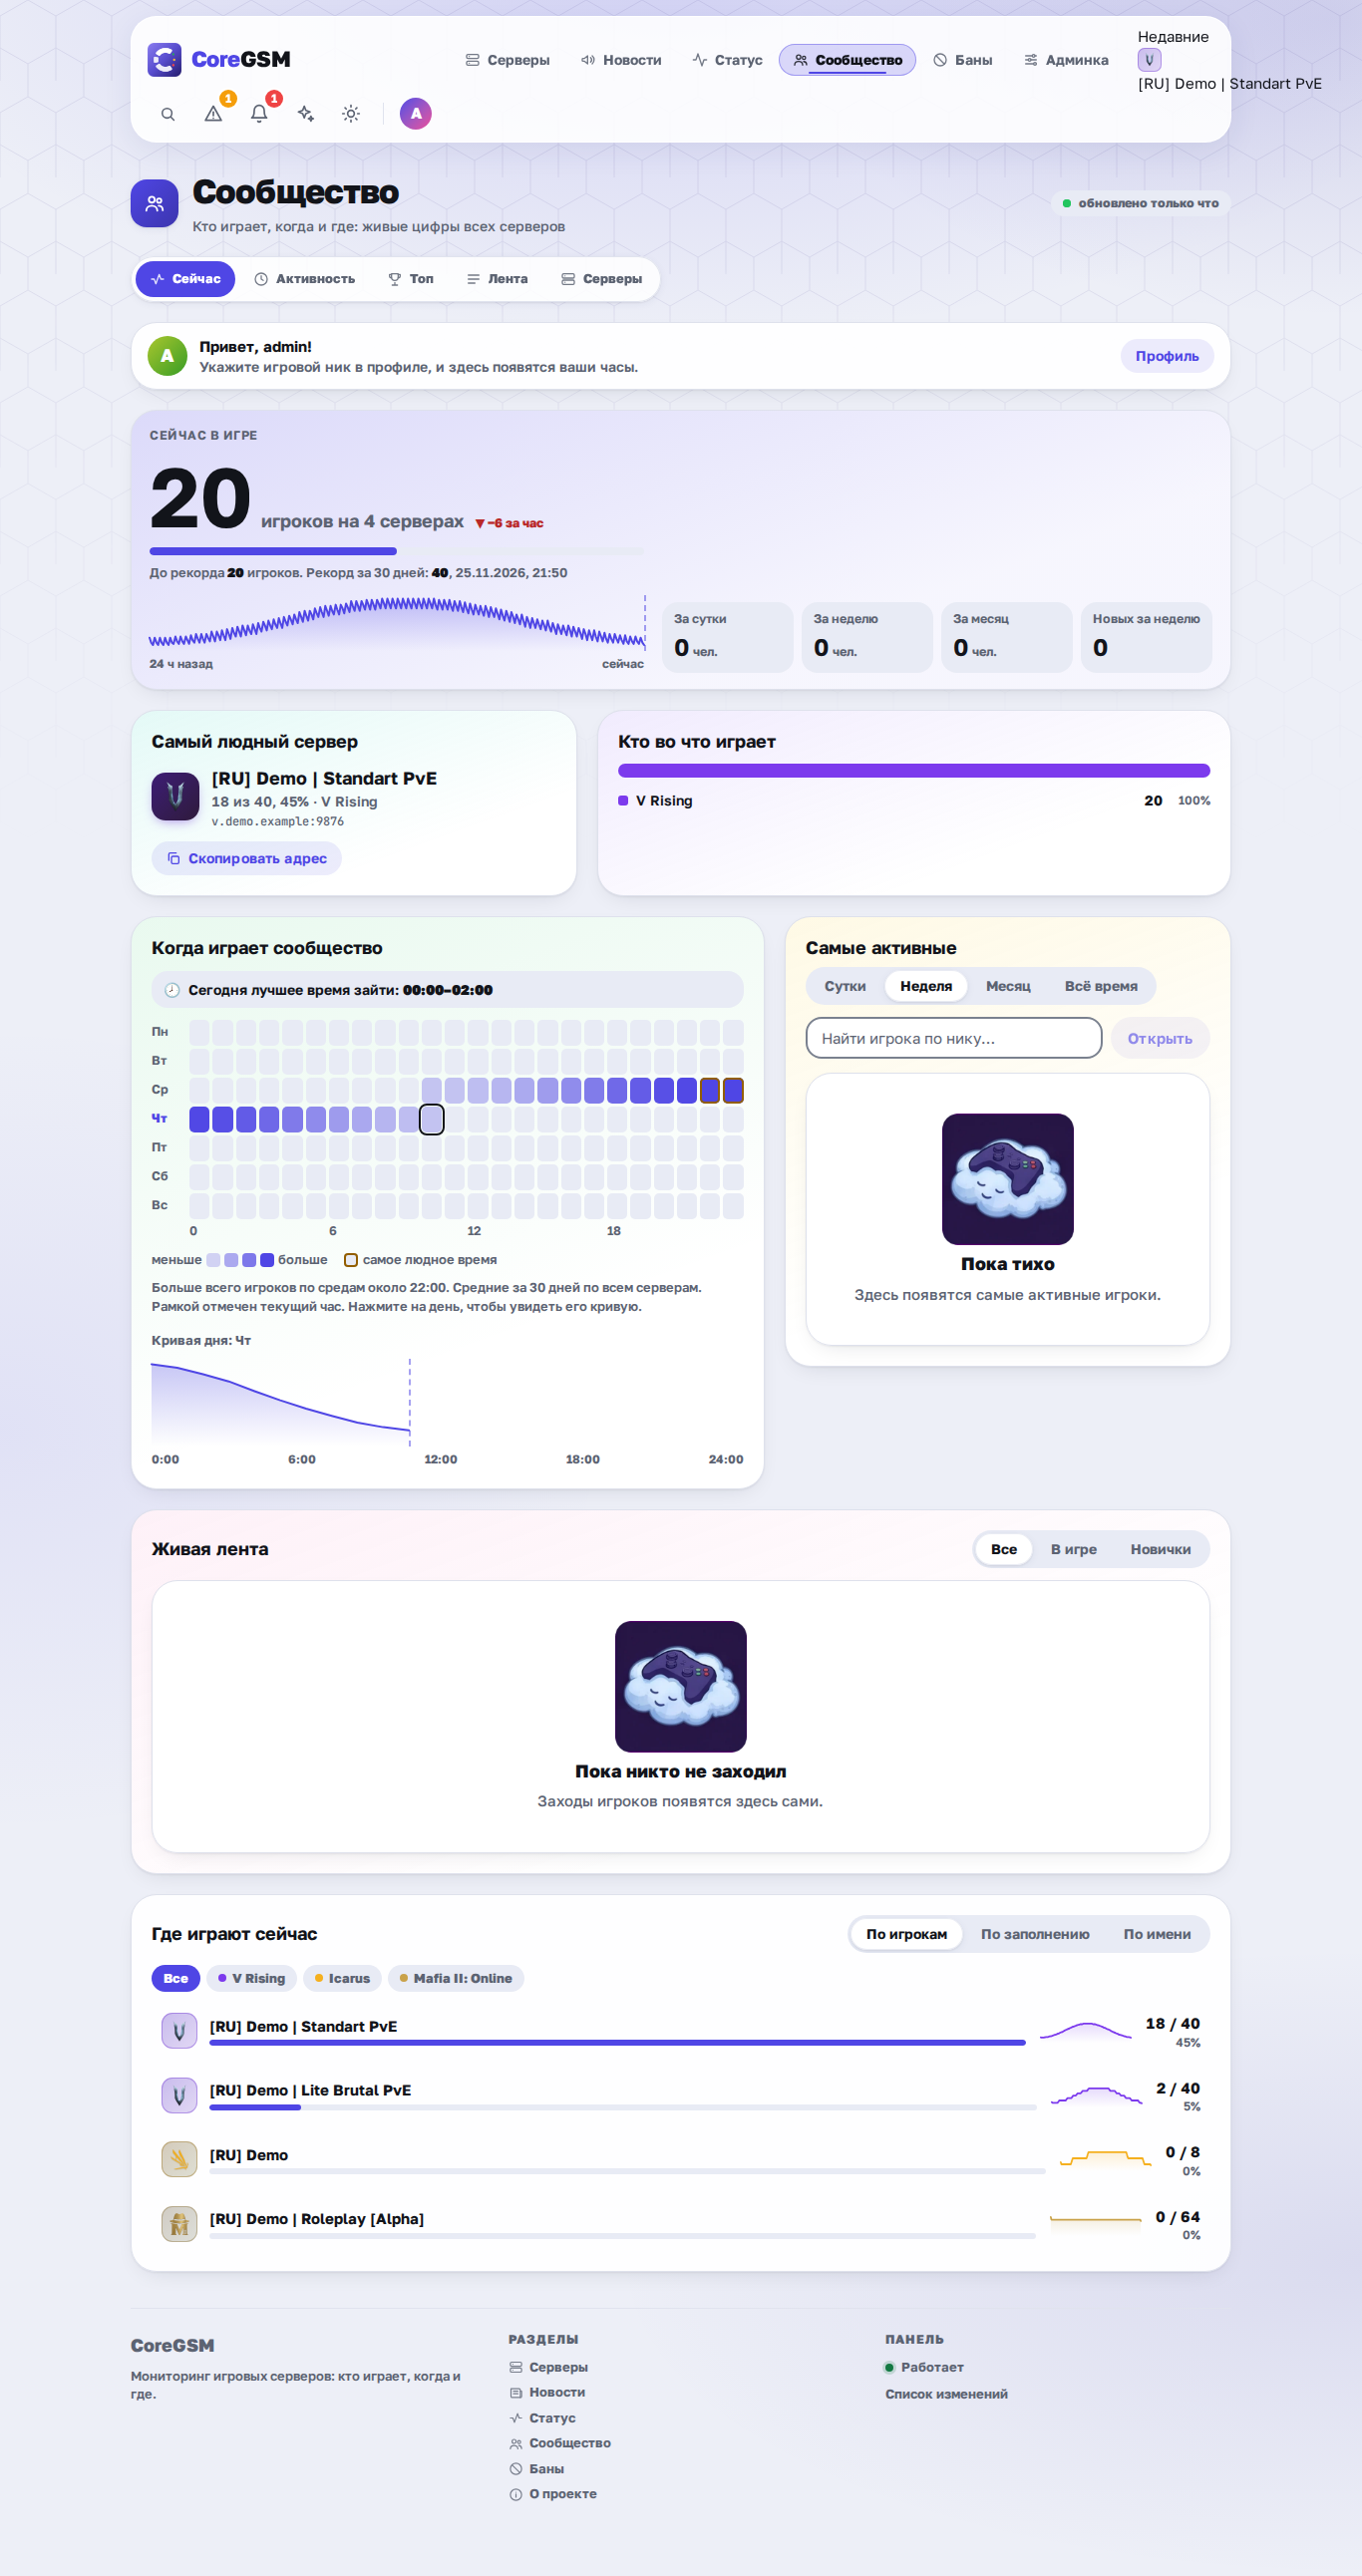 CoreGSM
Серверы
Новости
Статус
Сообщество
Баны
Админка
Недавние
[RU] Demo | Standart PvE
1
1
A
Сообщество
Кто играет, когда и где: живые цифры всех серверов
обновлено только что
Сейчас
Активность
Топ
Лента
Серверы
A
Привет, admin!
Укажите игровой ник в профиле, и здесь появятся ваши часы.
Профиль
СЕЙЧАС В ИГРЕ
20 игроков на 4 серверах ▼ −6 за час
До рекорда 20 игроков. Рекорд за 30 дней: 40, 25.11.2026, 21:50
24 ч назад
сейчас
За сутки
0 чел.
За неделю
0 чел.
За месяц
0 чел.
Новых за неделю
0
Самый людный сервер
[RU] Demo | Standart PvE
18 из 40, 45% · V Rising
v.demo.example:9876
Скопировать адрес
Кто во что играет
V Rising
20 100%
Когда играет сообщество
Сегодня лучшее время зайти: 00:00–02:00
Пн
Вт
Ср
Чт
Пт
Сб
Вс
0 6 12 18
меньше больше самое людное время
Больше всего игроков по средам около 22:00. Средние за 30 дней по всем серверам.
Рамкой отмечен текущий час. Нажмите на день, чтобы увидеть его кривую.
Кривая дня: Чт
0:00 6:00 12:00 18:00 24:00
Самые активные
Сутки
Неделя
Месяц
Всё время
Найти игрока по нику…
Открыть
Пока тихо
Здесь появятся самые активные игроки.
Живая лента
Все
В игре
Новички
Пока никто не заходил
Заходы игроков появятся здесь сами.
Где играют сейчас
По игрокам
По заполнению
По имени
Все
V Rising
Icarus
Mafia II: Online
[RU] Demo | Standart PvE
18 / 40
45%
[RU] Demo | Lite Brutal PvE
2 / 40
5%
[RU] Demo
0 / 8
0%
[RU] Demo | Roleplay [Alpha]
0 / 64
0%
CoreGSM
Мониторинг игровых серверов: кто играет, когда и
где.
РАЗДЕЛЫ
Серверы
Новости
Статус
Сообщество
Баны
О проекте
ПАНЕЛЬ
Работает
Список изменений